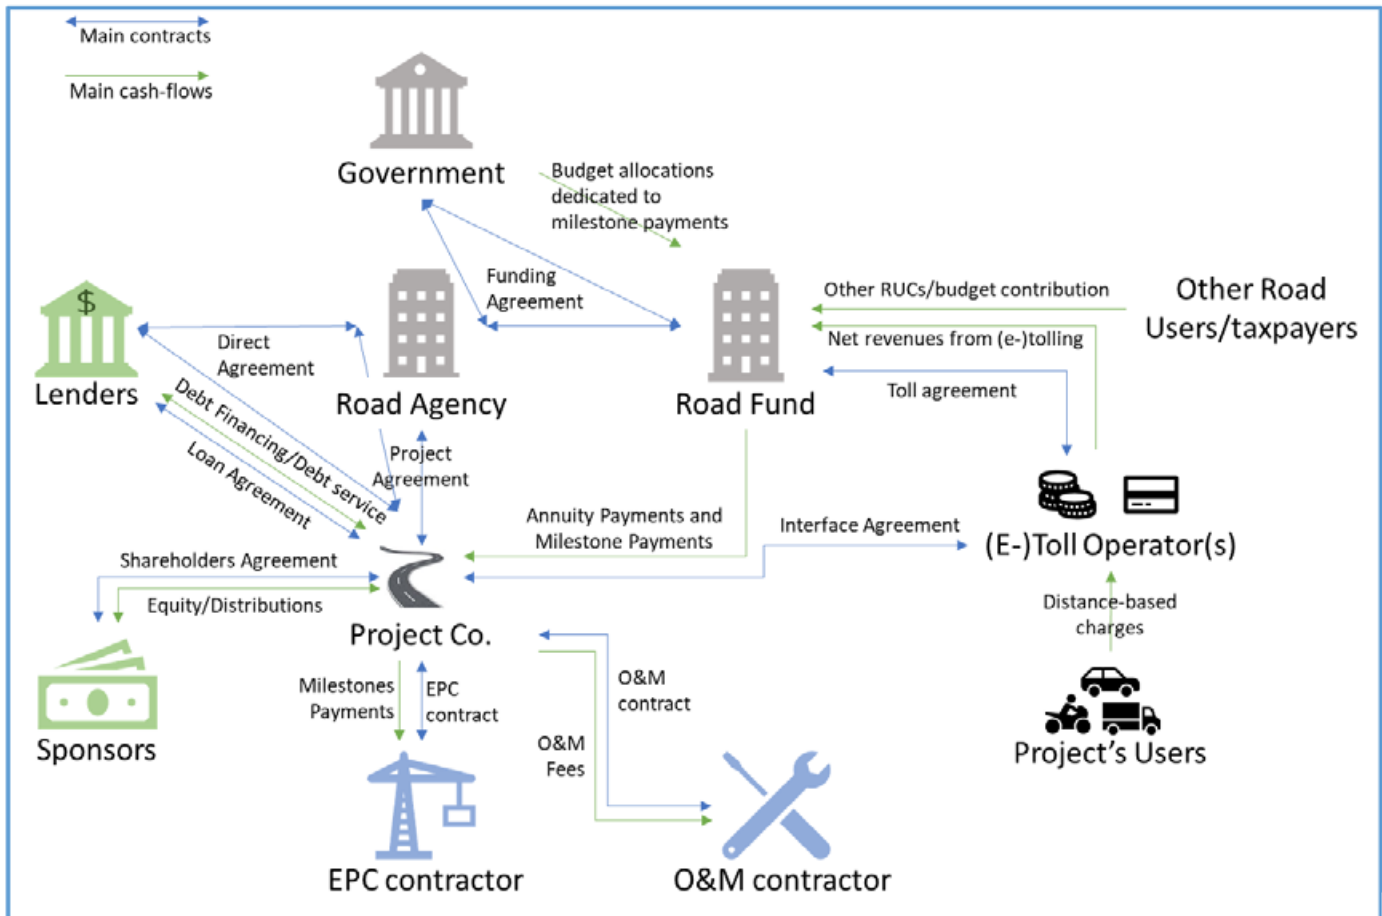 Main contracts
Main cash-flows
Government
Budget allocations
dedicated to
milestone payments
Funding
Agreement
Other RUCs/budget contribution
Other Road
Users/taxpayers
Net revenues from (e-)tolling
$
Lenders
Direct
Agreement
Road Agency
Road Fund
Toll agreement
Debt Financing/Debt service
Loan Agreement
Project
Agreement
Annuity Payments and
Milestone Payments
Interface Agreement
(E-)Toll Operator(s)
Shareholders Agreement
Equity/Distributions
Project Co.
Distance-based
charges
Sponsors
Milestones
Payments
EPC
contract
O&M
contract
O&M
Fees
Project's Users
EPC contractor
O&M contractor